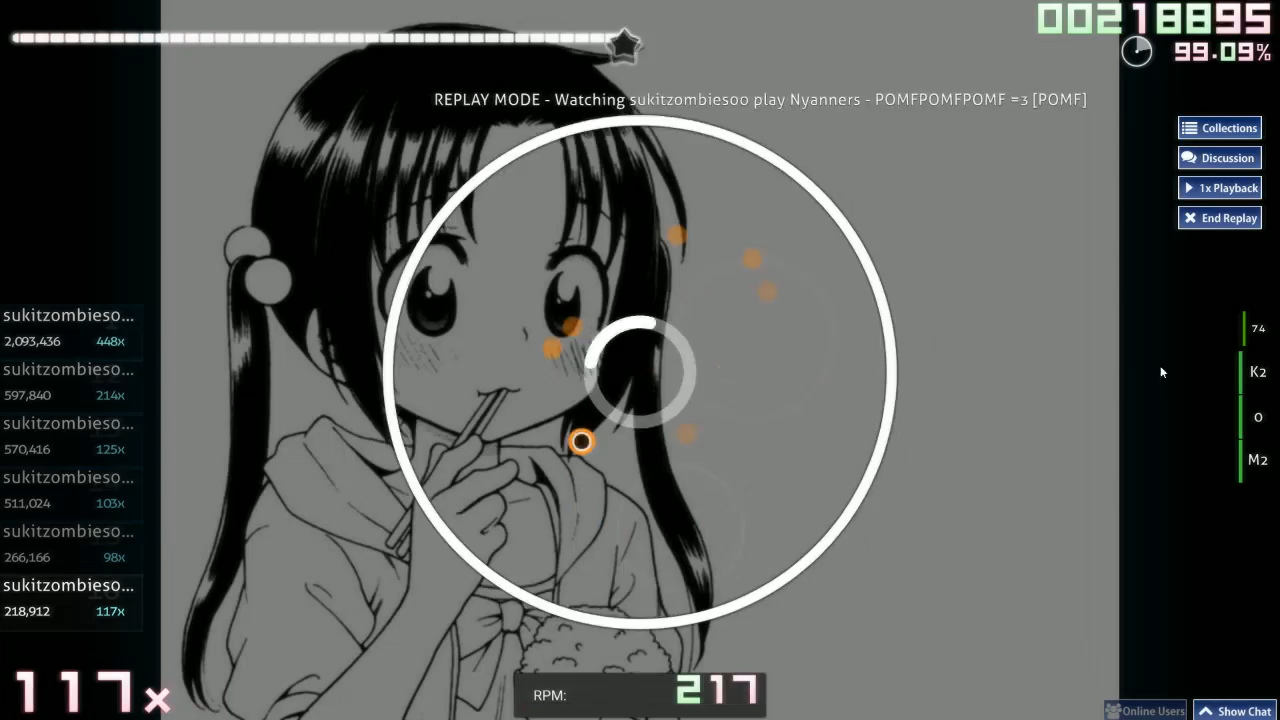 00218895
99.09%
REPLAY MODE - Watching sukitzombiesoo play Nyanners - POMFPOMFPOMF =3 [POMF]
Collections
Discussion
1x Playback
End Replay
sukitzombieso...
2,093,436 448x
sukitzombieso...
597,840 214x
sukitzombieso...
570,416 125x
sukitzombieso...
511,024 103x
sukitzombieso...
266,166 98x
sukitzombieso...
218,912 117x
74
K2
0
M2
117x
RPM: 217
Online Users
Show Chat